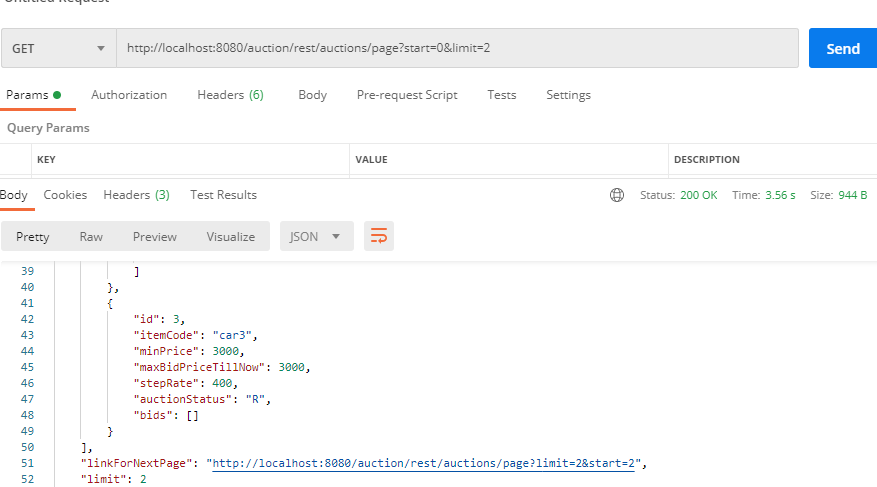 Untitled Request
GET http://localhost:8080/auction/rest/auctions/page?start=0&limit=2 Send
Params Authorization Headers (6) Body Pre-request Script Tests Settings
Query Params
KEY VALUE DESCRIPTION
Body Cookies Headers (3) Test Results Status: 200 OK Time: 3.56 s Size: 944 B
Pretty Raw Preview Visualize JSON
39 ]
40 },
41 {
42 "id": 3,
43 "itemCode": "car3",
44 "minPrice": 3000,
45 "maxBidPriceTillNow": 3000,
46 "stepRate": 400,
47 "auctionStatus": "R",
48 "bids": []
49 }
50 ],
51 "linkForNextPage": "http://localhost:8080/auction/rest/auctions/page?limit=2&start=2",
52 "limit": 2